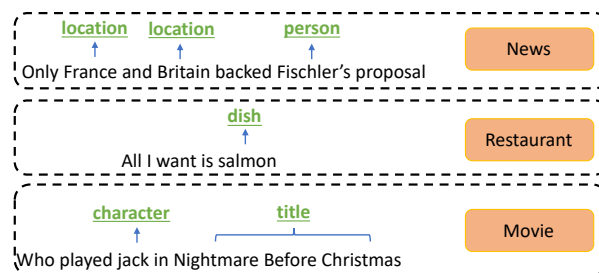 location location person
News
Only France and Britain backed Fischler's proposal
dish
Restaurant
All I want is salmon
character title
Movie
Who played jack in Nightmare Before Christmas